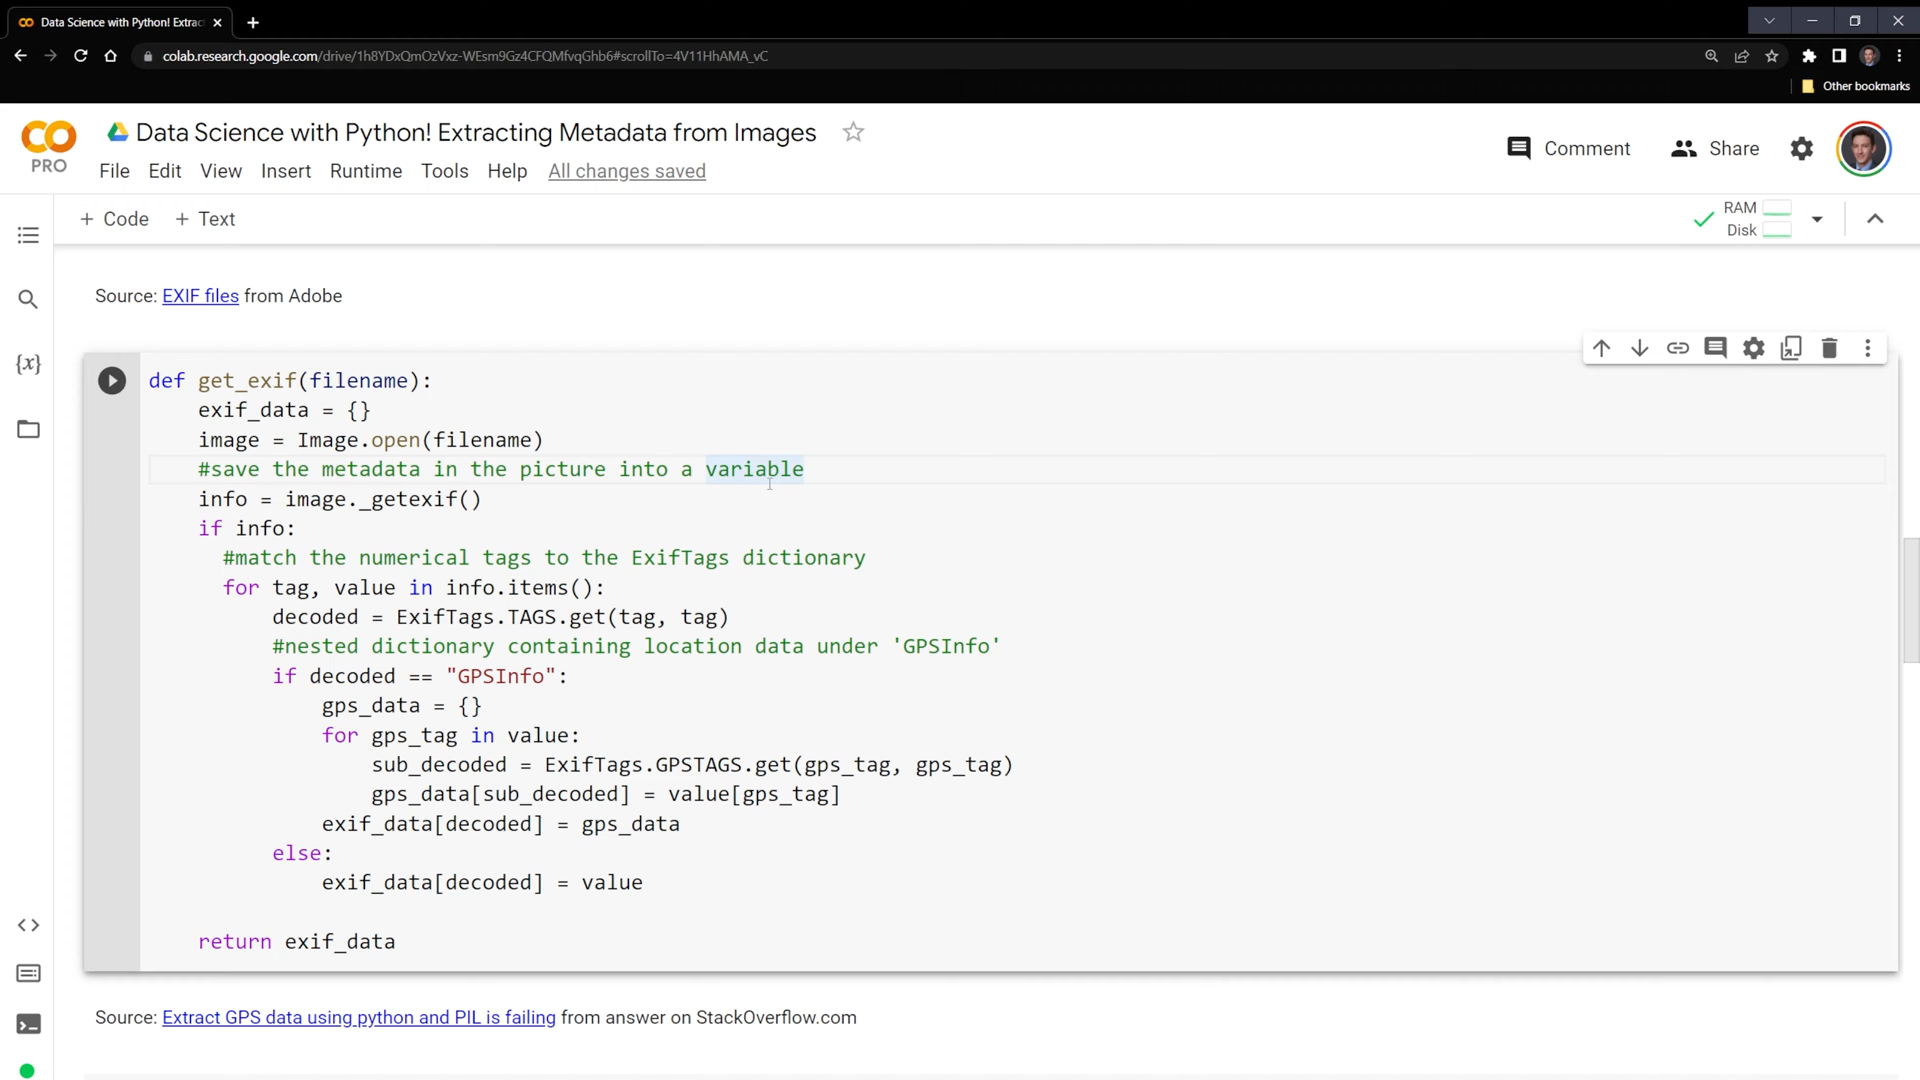 Data Science with Python! Extrac
colab.research.google.com/drive/1h8YDxQmOzVxz-WEsm9Gz4CFQMfvqGhb6#scrollTo=4V11HhAMA_vC
Other bookmarks
PRO
Data Science with Python! Extracting Metadata from Images
Comment
Share
File Edit View Insert Runtime Tools Help All changes saved
+ Code + Text
RAM
Disk
Source: EXIF files from Adobe
{x}
def get_exif(filename):
exif_data = {}
image = Image.open(filename)
#save the metadata in the picture into a variable
info = image._getexif()
if info:
#match the numerical tags to the ExifTags dictionary
for tag, value in info.items():
decoded = ExifTags.TAGS.get(tag, tag)
#nested dictionary containing location data under 'GPSInfo'
if decoded == "GPSInfo":
gps_data = {}
for gps_tag in value:
sub_decoded = ExifTags.GPSTAGS.get(gps_tag, gps_tag)
gps_data[sub_decoded] = value[gps_tag]
exif_data[decoded] = gps_data
else:
exif_data[decoded] = value
return exif_data
Source: Extract GPS data using python and PIL is failing from answer on StackOverflow.com